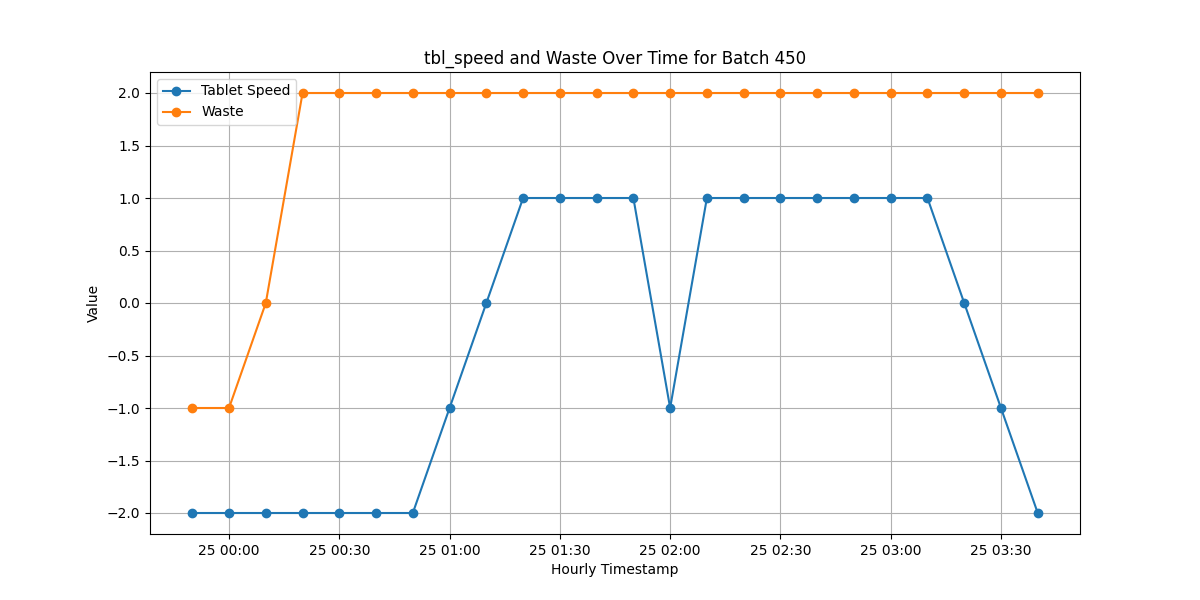 tbl_speed and Waste Over Time for Batch 450
Tablet Speed
Waste
2.0
1.5
1.0
0.5
0.0
−0.5
−1.0
−1.5
−2.0
Value
25 00:00 25 00:30 25 01:00 25 01:30 25 02:00 25 02:30 25 03:00 25 03:30
Hourly Timestamp